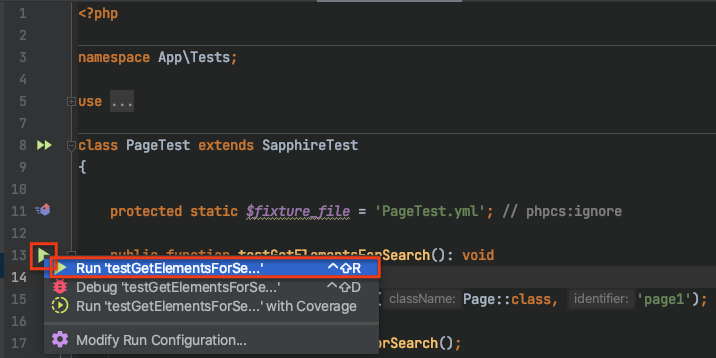 1 <?php
2
3 namespace App\Tests;
4
5 use ...
7
8 class PageTest extends SapphireTest
9 {
10
11 protected static $fixture_file = 'PageTest.yml'; // phpcs:ignore
12
13 public function testGetElementsForSearch(): void
Run 'testGetElementsForSe...' ^⇧R
14
Debug 'testGetElementsForSe...' ^⇧D
15 ( className: Page::class, identifier: 'page1');
Run 'testGetElementsForSe...' with Coverage
16
17 orSearch();
Modify Run Configuration...